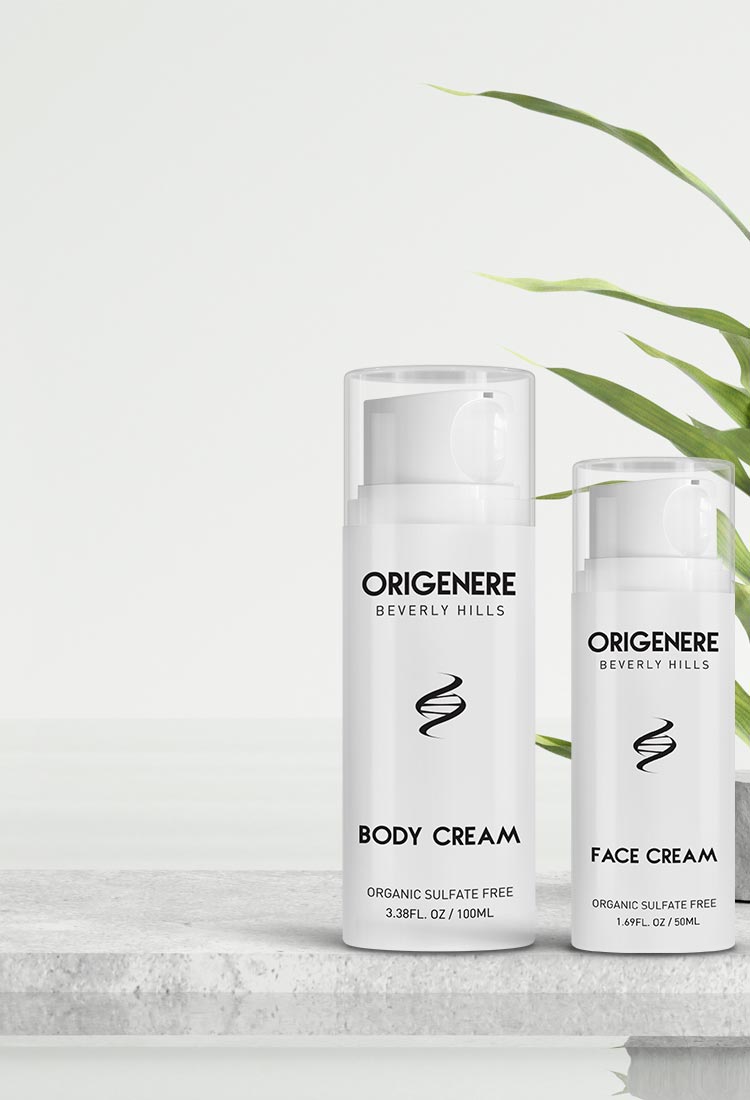 ORIGENERE
BEVERLY HILLS
BODY CREAM
ORGANIC SULFATE FREE
3.38FL. OZ / 100ML
ORIGENERE
BEVERLY HILLS
FACE CREAM
ORGANIC SULFATE FREE
1.69FL. OZ / 50ML